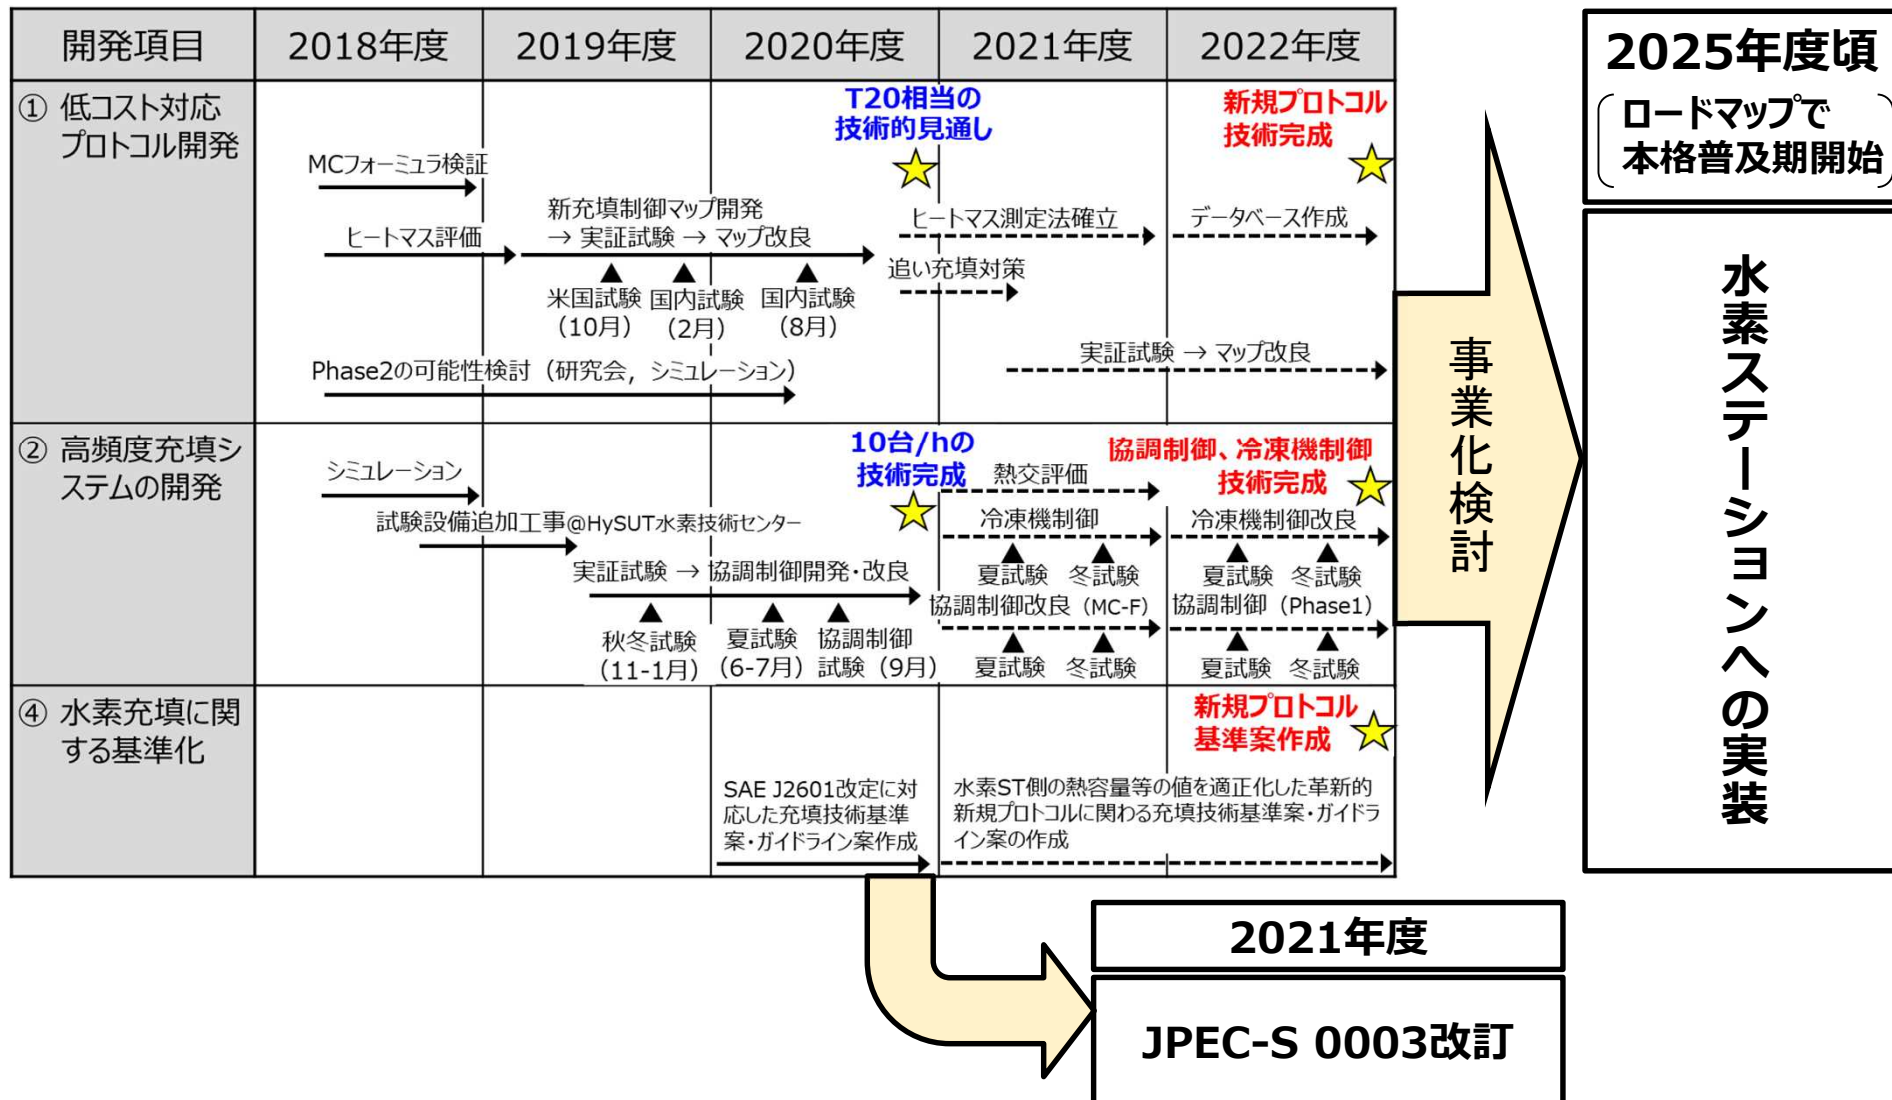 開発項目
2018年度
2019年度
2020年度
2021年度
2022年度
① 低コスト対応
プロトコル開発
T20相当の
技術的見通し
新規プロトコル
技術完成
MCフォーミュラ検証
ヒートマス評価
新充填制御マップ開発
→ 実証試験 → マップ改良
▲
▲
▲
米国試験
(10月)
国内試験
(2月)
国内試験
(8月)
ヒートマス測定法確立
追い充填対策
データベース作成
実証試験 → マップ改良
Phase2の可能性検討（研究会, シミュレーション）
② 高頻度充填シ
ステムの開発
10台/hの
技術完成
協調制御、冷凍機制御
技術完成
シミュレーション
試験設備追加工事@HySUT水素技術センター
実証試験 → 協調制御開発・改良
▲
▲
▲
秋冬試験
(11-1月)
夏試験
(6-7月)
協調制御
試験（9月）
熱交評価
冷凍機制御
▲
▲
夏試験
冬試験
協調制御改良（MC-F）
▲
▲
夏試験
冬試験
冷凍機制御改良
▲
▲
夏試験
冬試験
協調制御（Phase1）
▲
▲
夏試験
冬試験
④ 水素充填に関
する基準化
新規プロトコル
基準案作成
SAE J2601改定に対
応した充填技術基準
案・ガイドライン案作成
水素ST側の熱容量等の値を適正化した革新的
新規プロトコルに関わる充填技術基準案・ガイドラ
イン案の作成
事業化検討
2025年度頃
（ロードマップで
本格普及期開始）
水素ステーションへの実装
2021年度
JPEC-S 0003改訂